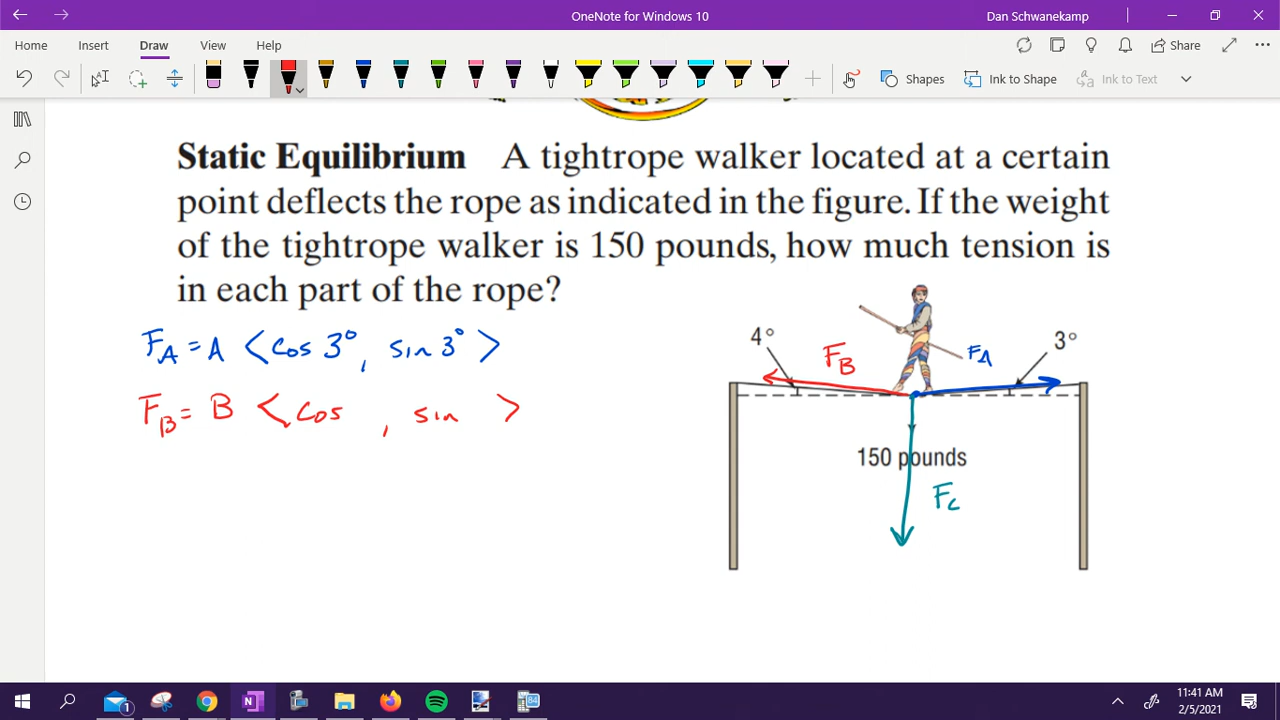 OneNote for Windows 10
Dan Schwanekamp
Home Insert Draw View Help
Share
Shapes
Ink to Shape
Ink to Text
Static Equilibrium A tightrope walker located at a certain
point deflects the rope as indicated in the figure. If the weight
of the tightrope walker is 150 pounds, how much tension is
in each part of the rope?
F_A = A <cos 3°, sin 3°>
F_B = B <cos , sin >
4°
F_B
F_A
3°
150 pounds
F_C
1
N
11:41 AM
2/5/2021